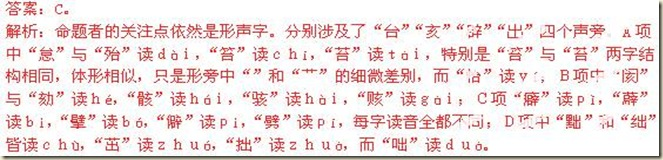 答案：C。
解析：命题者的关注点依然是形声字。分别涉及了“台”“亥”“辟”“出”四个声旁。A项
中“怠”与“殆”读dài，“笞”读chī，“苔”读tái，特别是“笞”与“苔”两字结
构相同，体形相似，只是形旁中“⺮”和“艹”的细微差别，而“怡”读yí；B项中“阂”
与“劾”读hé，“骸”读hái，“骇”读hài，“赅”读gāi；C项“癖”读pǐ，“薜”
读bì，“擘”读bò，“僻”读pì，“劈”读pī，每字读音全都不同；D项中“黜”和“绌”
皆读chù，“茁”读zhuó，“拙”读zhuō，而“咄”读duō。